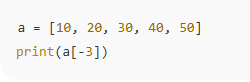 a = [10, 20, 30, 40, 50]
print(a[-3])